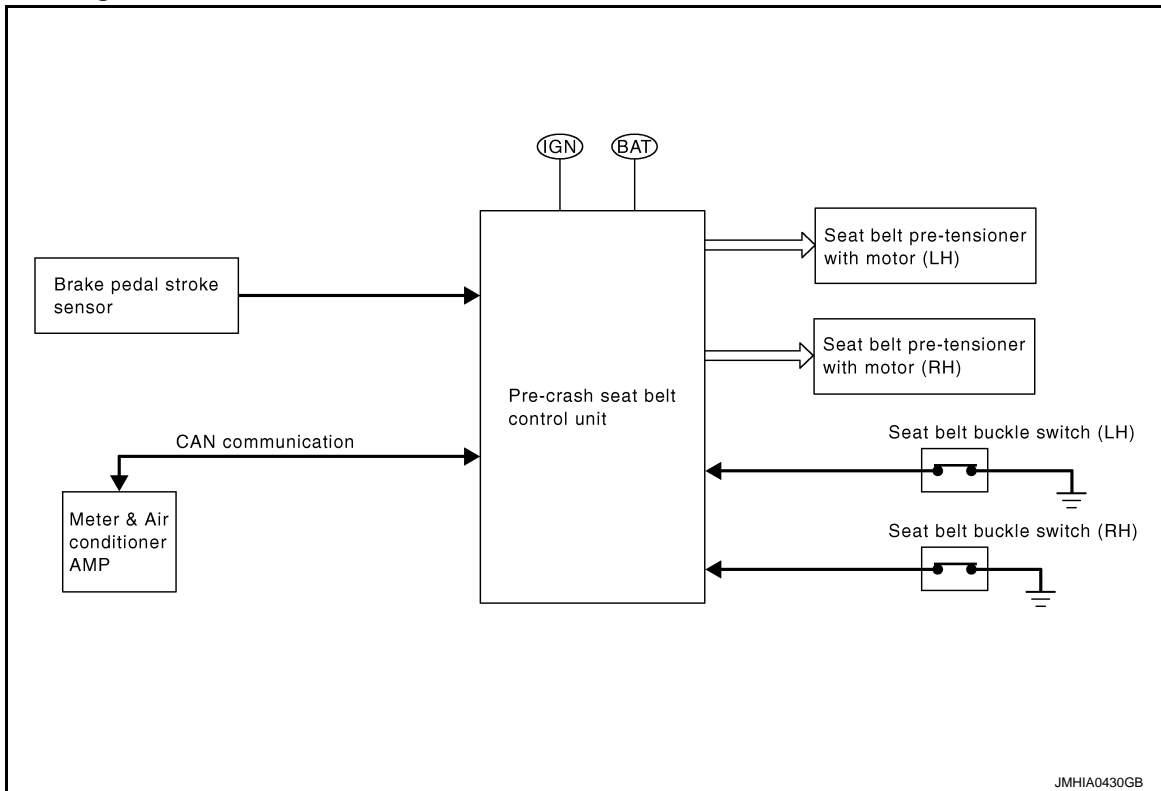 IGN
BAT
Seat belt pre-tensioner
with motor (LH)
Brake pedal stroke
sensor
Seat belt pre-tensioner
with motor (RH)
Pre-crash seat belt
control unit
CAN communication
Seat belt buckle switch (LH)
Meter & Air
conditioner
AMP
Seat belt buckle switch (RH)
JMHIA0430GB